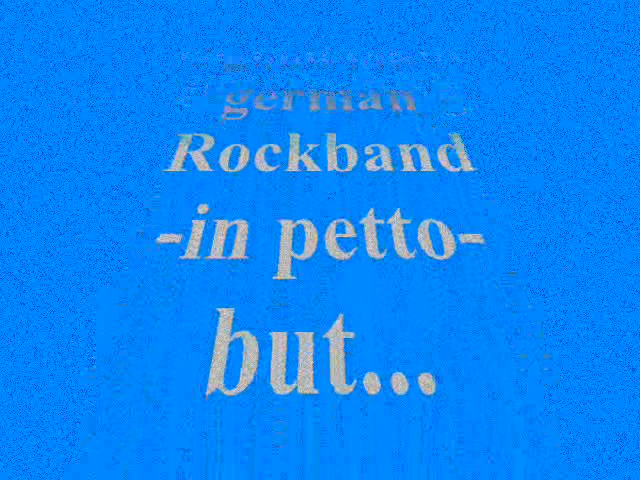 german
Rockband
-in petto-
but...